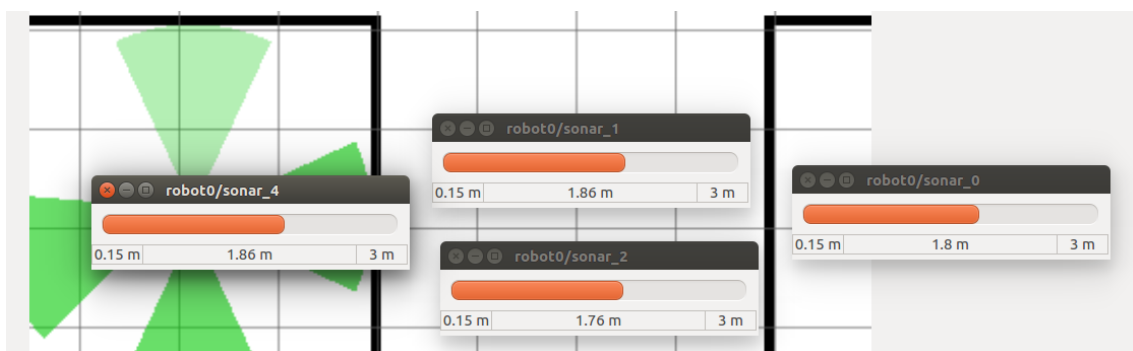 robot0/sonar_1
0.15 m 1.86 m 3 m
robot0/sonar_4
0.15 m 1.86 m 3 m
robot0/sonar_0
0.15 m 1.8 m 3 m
robot0/sonar_2
0.15 m 1.76 m 3 m